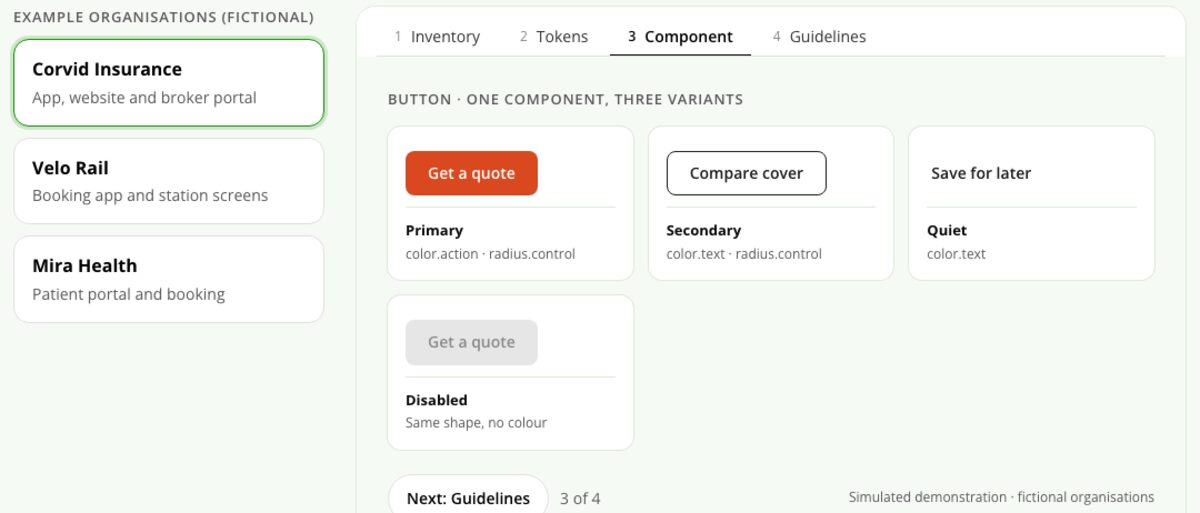 EXAMPLE ORGANISATIONS (FICTIONAL)
Corvid Insurance
App, website and broker portal
Velo Rail
Booking app and station screens
Mira Health
Patient portal and booking
1 Inventory
2 Tokens
3 Component
4 Guidelines
BUTTON · ONE COMPONENT, THREE VARIANTS
Get a quote
Primary
color.action · radius.control
Compare cover
Secondary
color.text · radius.control
Save for later
Quiet
color.text
Get a quote
Disabled
Same shape, no colour
Next: Guidelines
3 of 4
Simulated demonstration · fictional organisations